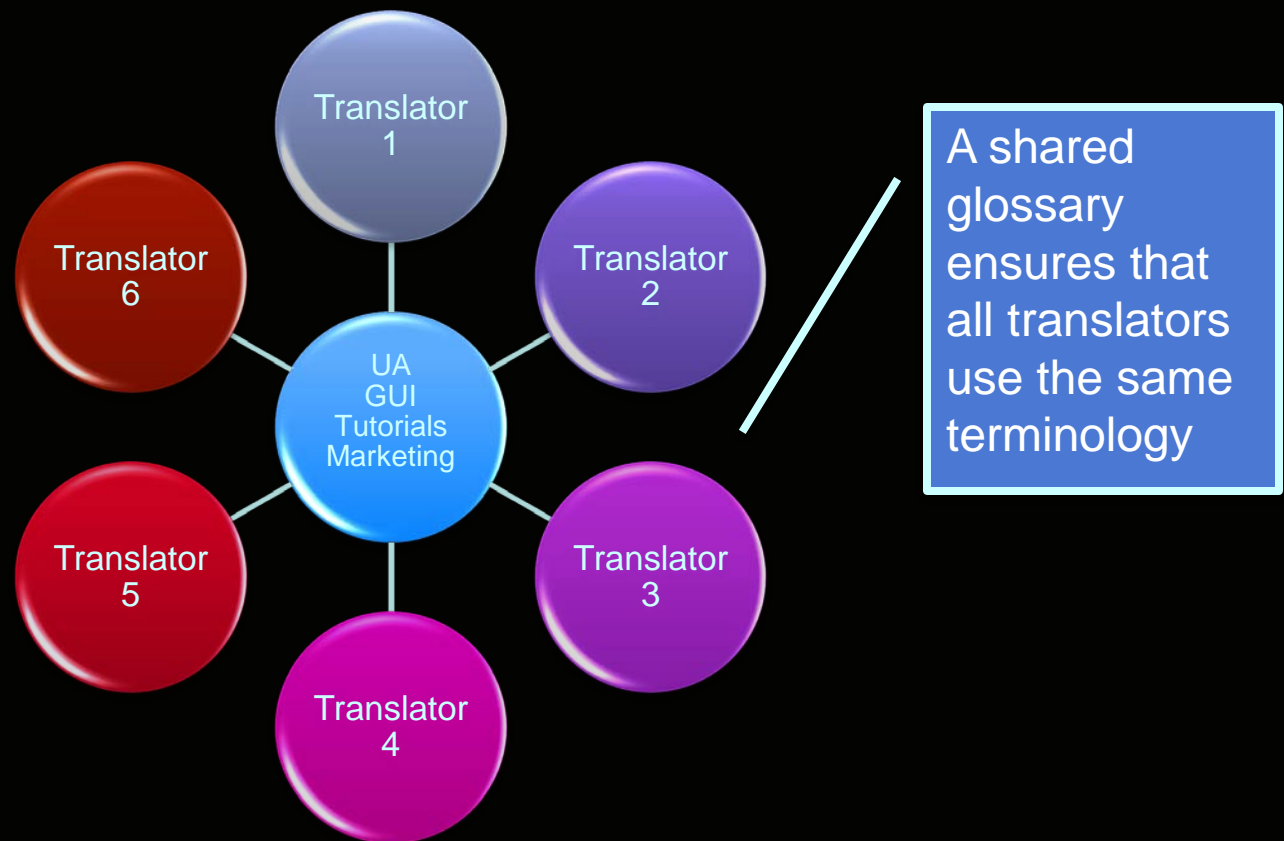 Translator
1
Translator
2
Translator
3
Translator
4
Translator
5
Translator
6
UA
GUI
Tutorials
Marketing
A shared
glossary
ensures that
all translators
use the same
terminology